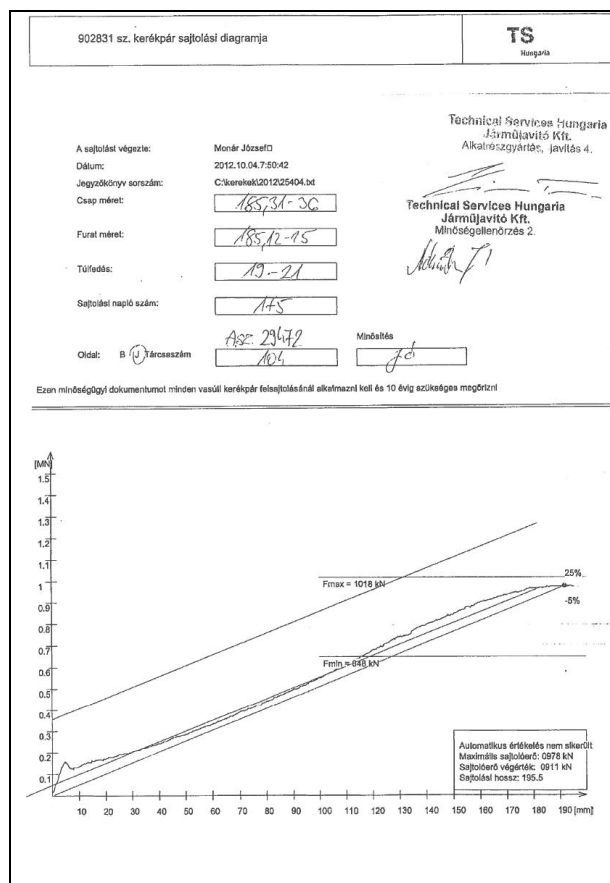 902831 sz. kerékpár sajtolási diagramja
TS
Hungaria
Technical Services Hungaria
Járműjavító Kft.
Alkatrészgyártás, javítás 4.
A sajtolást végezte: Monár József
Dátum: 2012.10.04.7:50:42
Jegyzőkönyv sorszám: C:\kerekek\2012\25404.txt
Technical Services Hungaria
Járműjavító Kft.
Minőségellenőrzés 2.
Csap méret: 185,31-36
Furat méret: 185,12-15
Túlfedés: 19-21
Sajtolási napló szám: 175
A.sz. 29472
Minősítés
Oldal: B J Tárcsaszám 104 jó
Ezen minőségügyi dokumentumot minden vasúti kerékpár felsajtolásánál alkalmazni kell és 10 évig szükséges megőrizni
[MN]
1.5
1.4
1.3
1.2
1.1
1
0.9
0.8
0.7
0.6
0.5
0.4
0.3
0.2
0.1
Fmax = 1018 kN
25%
-5%
Fmin = 648 kN
Automatikus értékelés nem sikerült
Maximális sajtolóerő: 0978 kN
Sajtolóerő végérték: 0911 kN
Sajtolási hossz: 195.5
10 20 30 40 50 60 70 80 90 100 110 120 130 140 150 160 170 180 190 [mm]